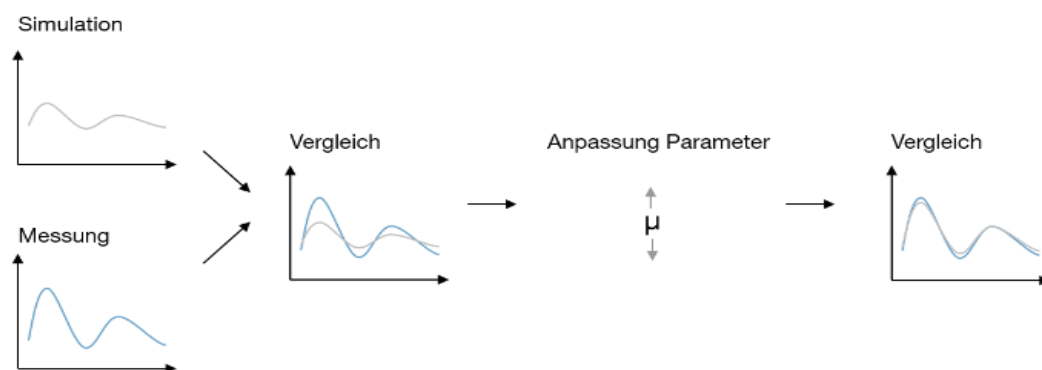 Simulation
Messung
Vergleich
Anpassung Parameter
µ
Vergleich